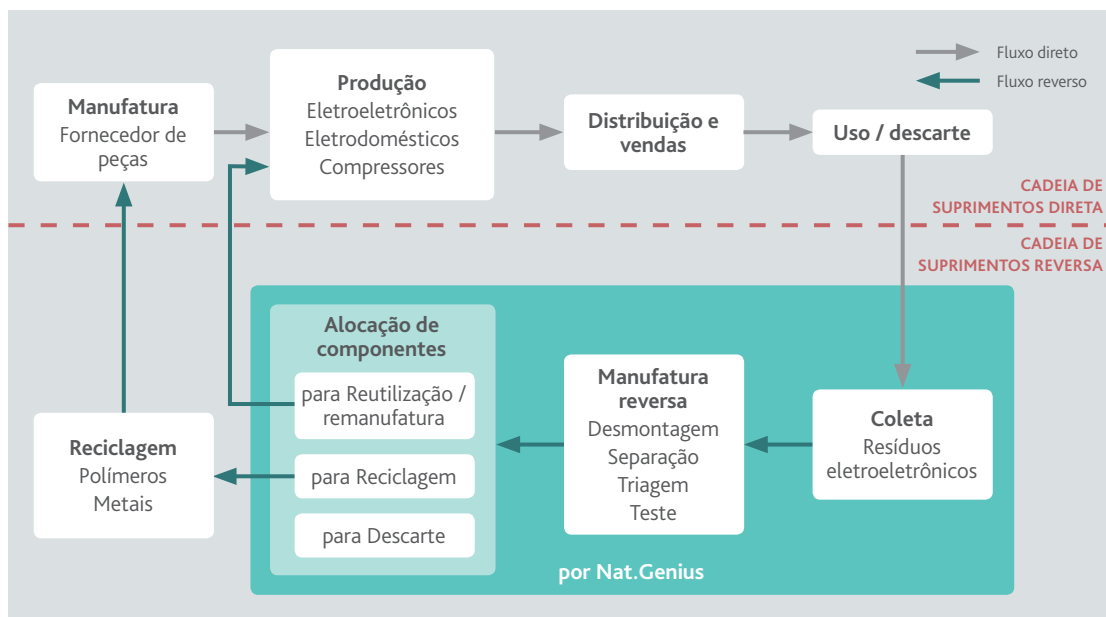 Fluxo direto
Fluxo reverso
Manufatura
Fornecedor de
peças
Produção
Eletroeletrônicos
Eletrodomésticos
Compressores
Distribuição e
vendas
Uso / descarte
CADEIA DE
SUPRIMENTOS DIRETA
CADEIA DE
SUPRIMENTOS REVERSA
Alocação de
componentes
para Reutilização /
remanufatura
para Reciclagem
para Descarte
Manufatura
reversa
Desmontagem
Separação
Triagem
Teste
Coleta
Resíduos
eletroeletrônicos
Reciclagem
Polímeros
Metais
por Nat.Genius